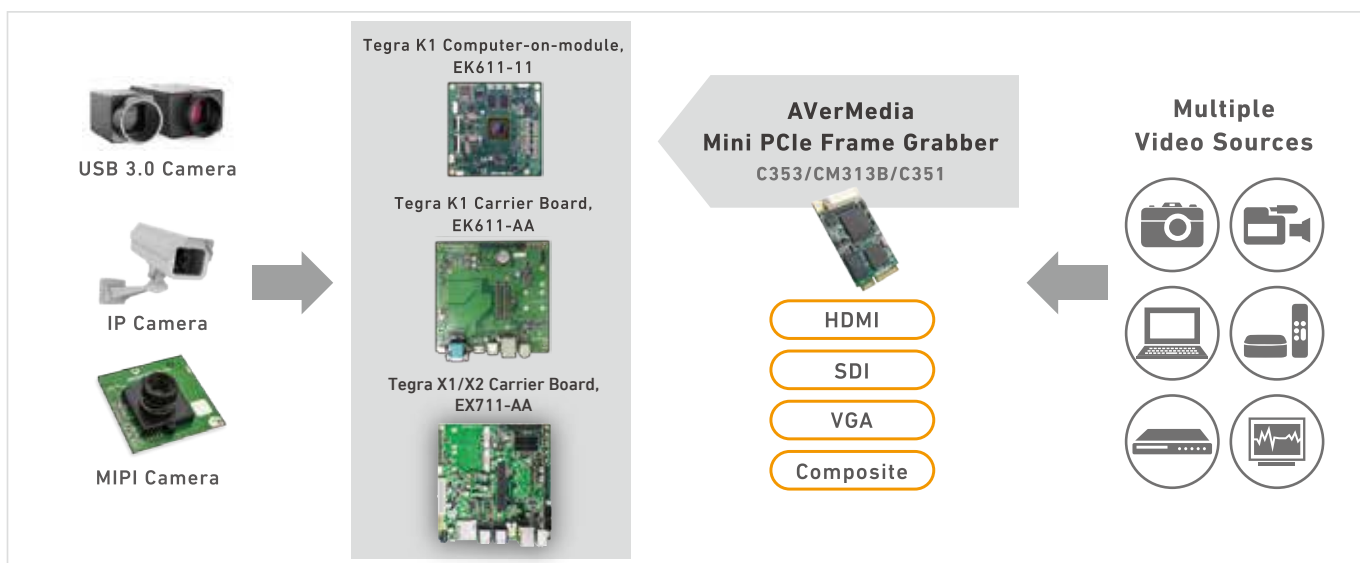 USB 3.0 Camera
IP Camera
MIPI Camera
Tegra K1 Computer-on-module,
EK611-11
Tegra K1 Carrier Board,
EK611-AA
Tegra X1/X2 Carrier Board,
EX711-AA
AVerMedia
Mini PCIe Frame Grabber
C353/CM313B/C351
HDMI
SDI
VGA
Composite
Multiple
Video Sources